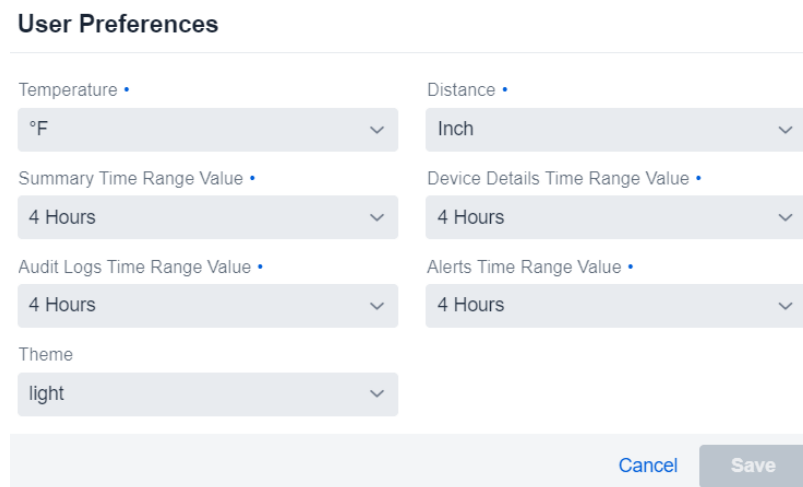 User Preferences
Temperature •
Distance •
°F
Inch
Summary Time Range Value •
Device Details Time Range Value •
4 Hours
4 Hours
Audit Logs Time Range Value •
Alerts Time Range Value •
4 Hours
4 Hours
Theme
light
Cancel
Save